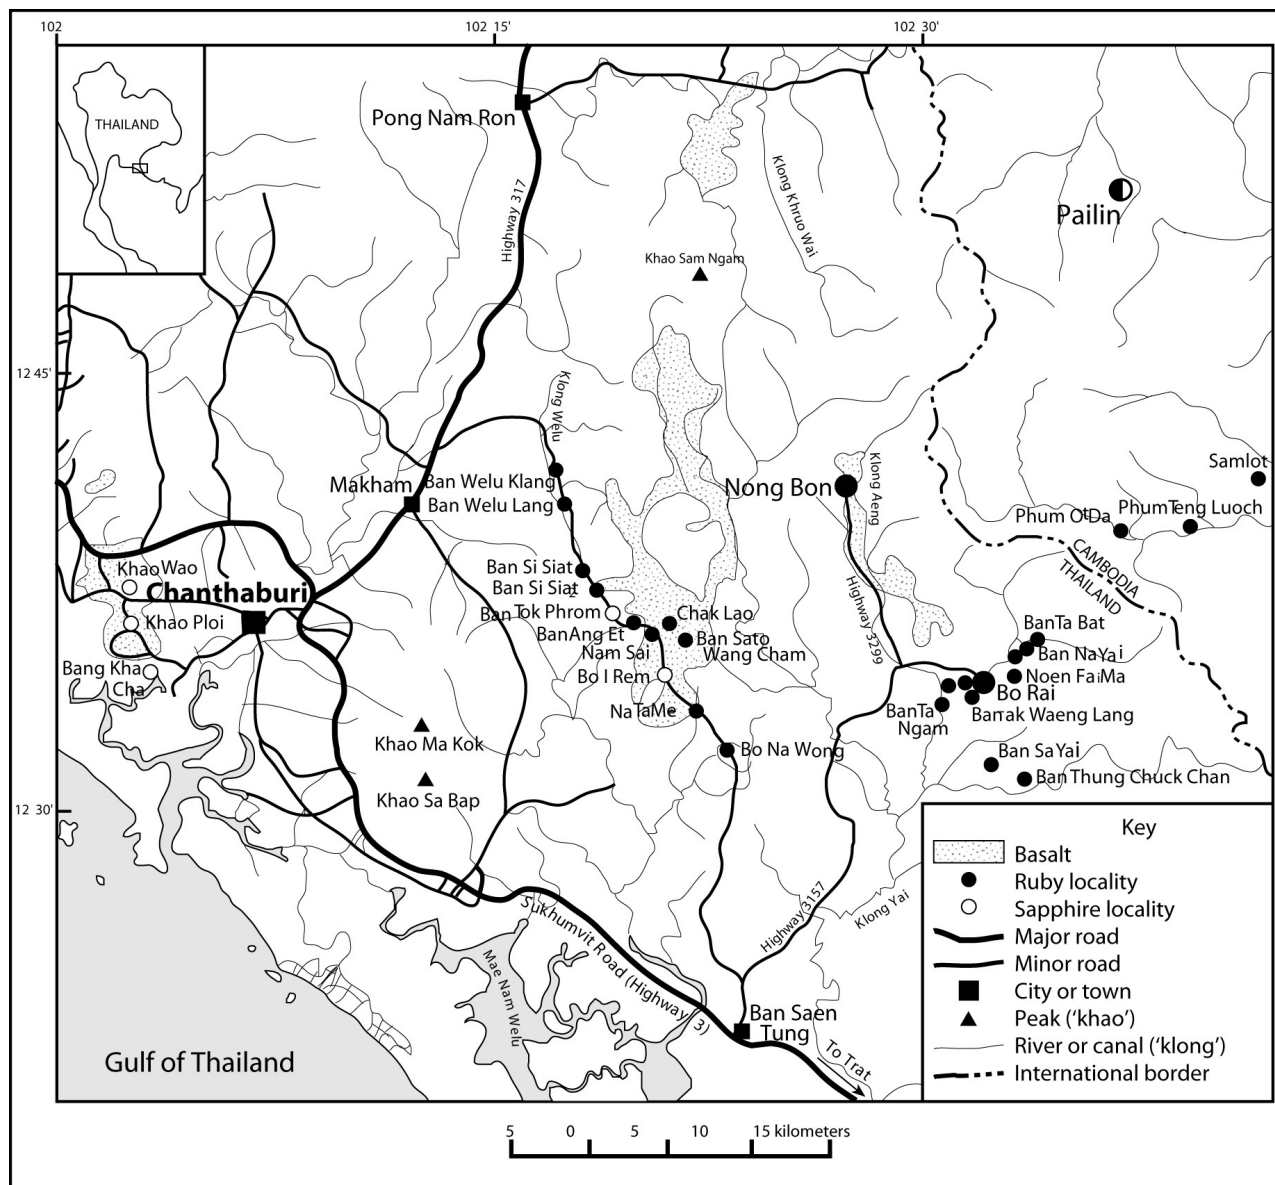 102
102 15'
102 30'
THAILAND
Pong Nam Ron
Highway 317
Klong Khruo Wai
Pailin
Khao Sam Ngam
12 45'
Klong Welu
Samlot
Makham
Ban Welu Klang
Ban Welu Lang
Nong Bon
Klong Aeng
Phum Ot Da
Phum Teng Luoch
CAMBODIA
THAILAND
Khao Wao
Chanthaburi
Khao Ploi
Bang Kha
Cha
Ban Si Siat
Ban Si Siat
2
Ban Tok Phrom
Ban Ang Et
Nam Sai
Bo I Rem
Na Ta Me
Chak Lao
Ban Sato
Wang Cham
Bo Na Wong
Highway 3299
Ban Ta Bat
Ban Na Yai
Noen Fai Ma
Bo Rai
Ban Ta
Ngam
Barrak Waeng Lang
Ban Sa Yai
Ban Thung Chuck Chan
Khao Ma Kok
Khao Sa Bap
12 30'
Sukhumvit Road (Highway 3)
Mae Nam Welu
Highway 3157
Klong Yai
Ban Saen
Tung
To Trat
Gulf of Thailand
Key
Basalt
Ruby locality
Sapphire locality
Major road
Minor road
City or town
Peak (‘khao’)
River or canal (‘klong’)
International border
5 0 5 10 15 kilometers